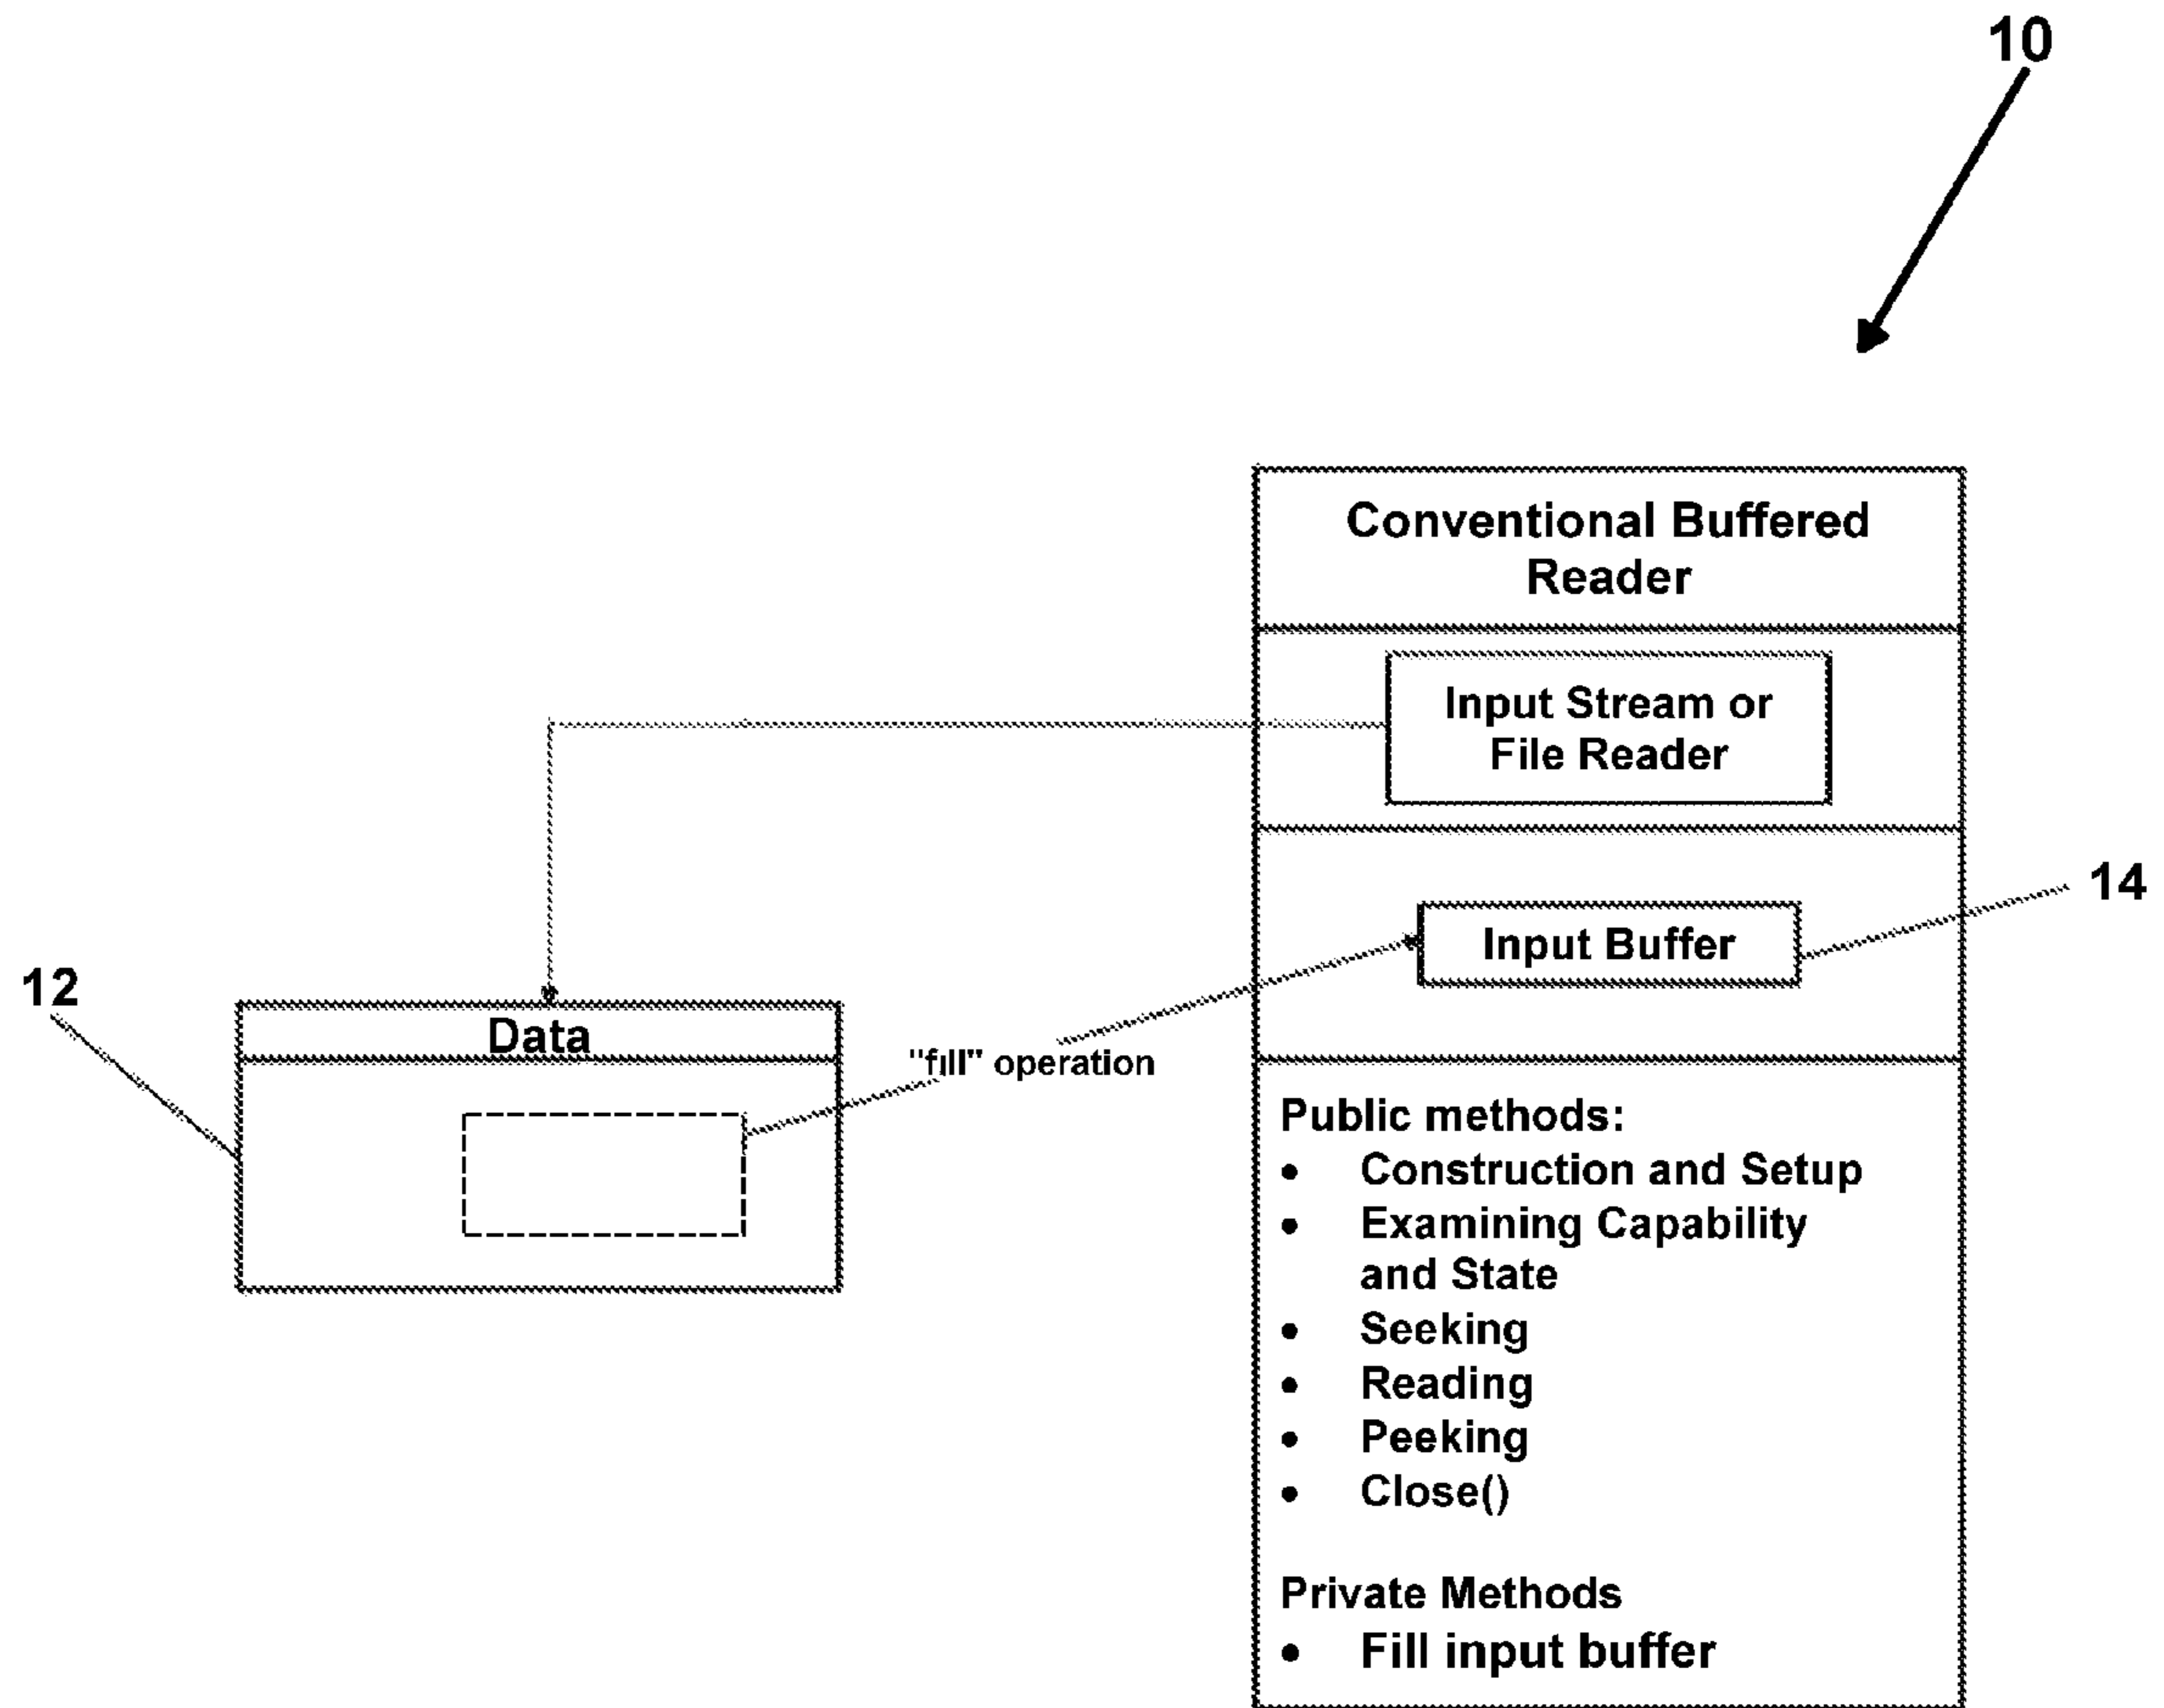 10
Conventional Buffered
Reader
Input Stream or
File Reader
14
Input Buffer
12
Data
"fill" operation
Public methods:
• Construction and Setup
• Examining Capability
and State
• Seeking
• Reading
• Peeking
• Close()
Private Methods
• Fill input buffer